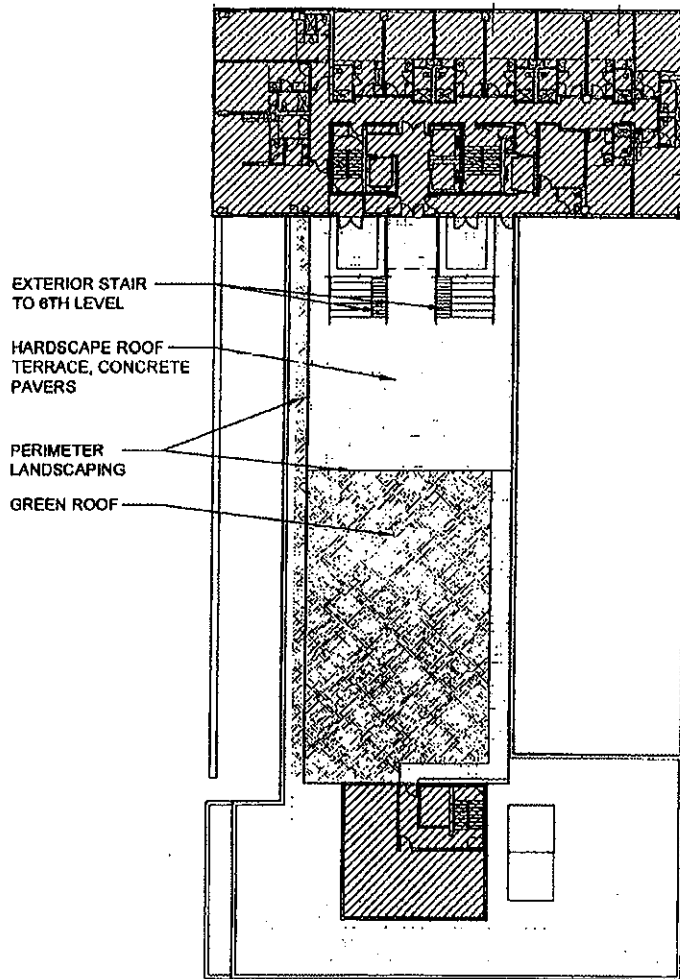 EXTERIOR STAIR
TO 6TH LEVEL
HARDSCAPE ROOF
TERRACE, CONCRETE
PAVERS
PERIMETER
LANDSCAPING
GREEN ROOF